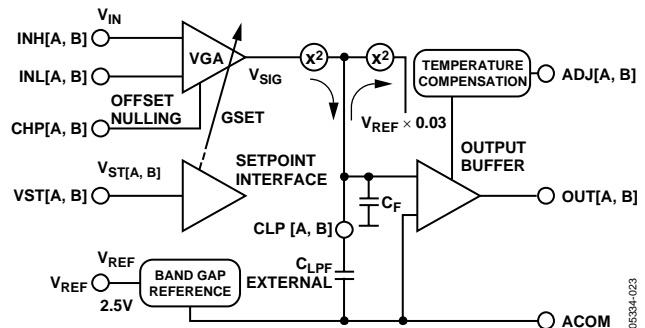 V_IN
INH[A, B]
VGA
x²
x²
INL[A, B]
V_SIG
TEMPERATURE
COMPENSATION
ADJ[A, B]
OFFSET
NULLING
GSET
V_REF × 0.03
CHP[A, B]
OUTPUT
BUFFER
V_ST[A, B]
SETPOINT
INTERFACE
VST[A, B]
C_F
OUT[A, B]
CLP [A, B]
V_REF
C_LPF
EXTERNAL
V_REF
BAND GAP
REFERENCE
2.5V
ACOM
05334-023